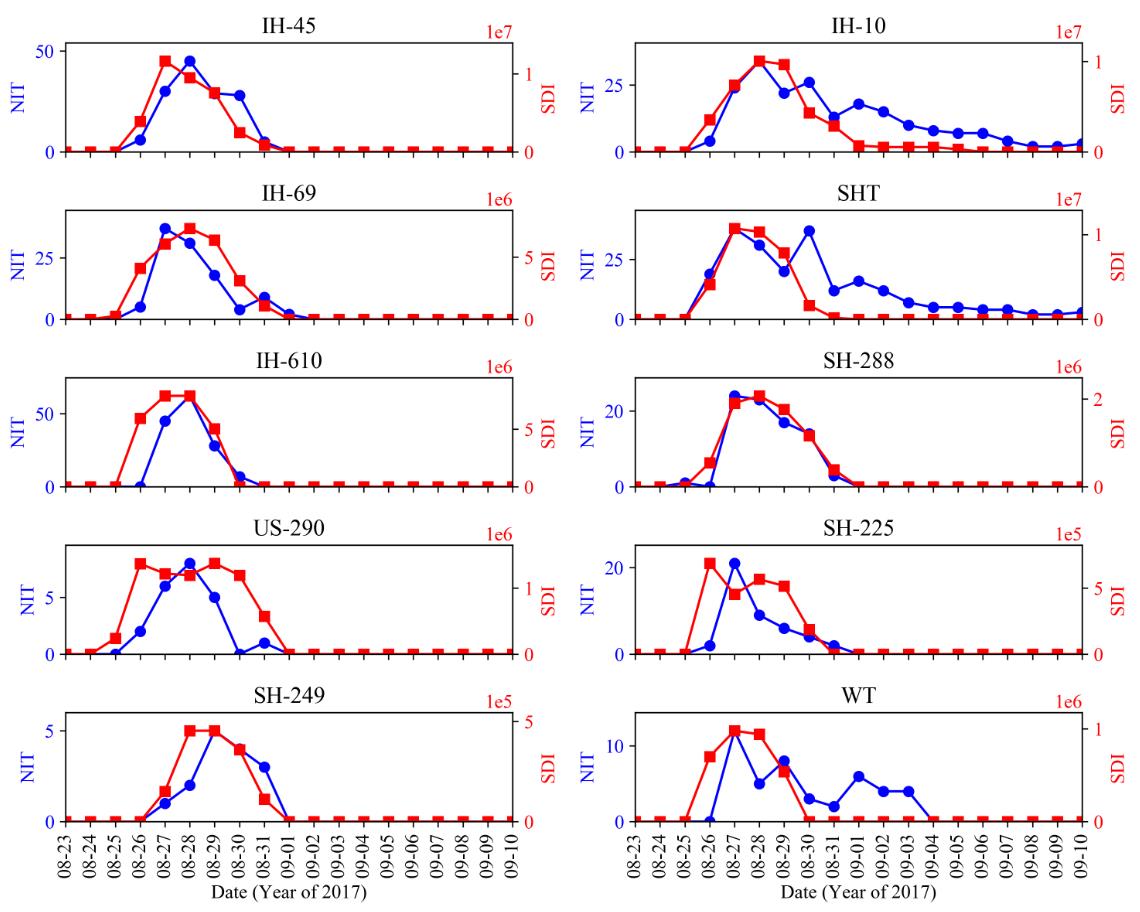 IH-45
1e7
50
NIT
0
1
SDI
0
IH-10
1e7
25
NIT
0
1
SDI
0
IH-69
1e6
25
NIT
0
5
SDI
0
SHT
1e7
25
NIT
0
1
SDI
0
IH-610
1e6
50
NIT
0
5
SDI
0
SH-288
1e6
20
NIT
0
2
SDI
0
US-290
1e6
5
NIT
0
1
SDI
0
SH-225
1e5
20
NIT
0
5
SDI
0
SH-249
1e5
5
NIT
0
5
SDI
0
08-23
08-24
08-25
08-26
08-27
08-28
08-29
08-30
08-31
09-01
09-02
09-03
09-04
09-05
09-06
09-07
09-08
09-09
09-10
Date (Year of 2017)
WT
1e6
10
NIT
0
1
SDI
0
08-23
08-24
08-25
08-26
08-27
08-28
08-29
08-30
08-31
09-01
09-02
09-03
09-04
09-05
09-06
09-07
09-08
09-09
09-10
Date (Year of 2017)